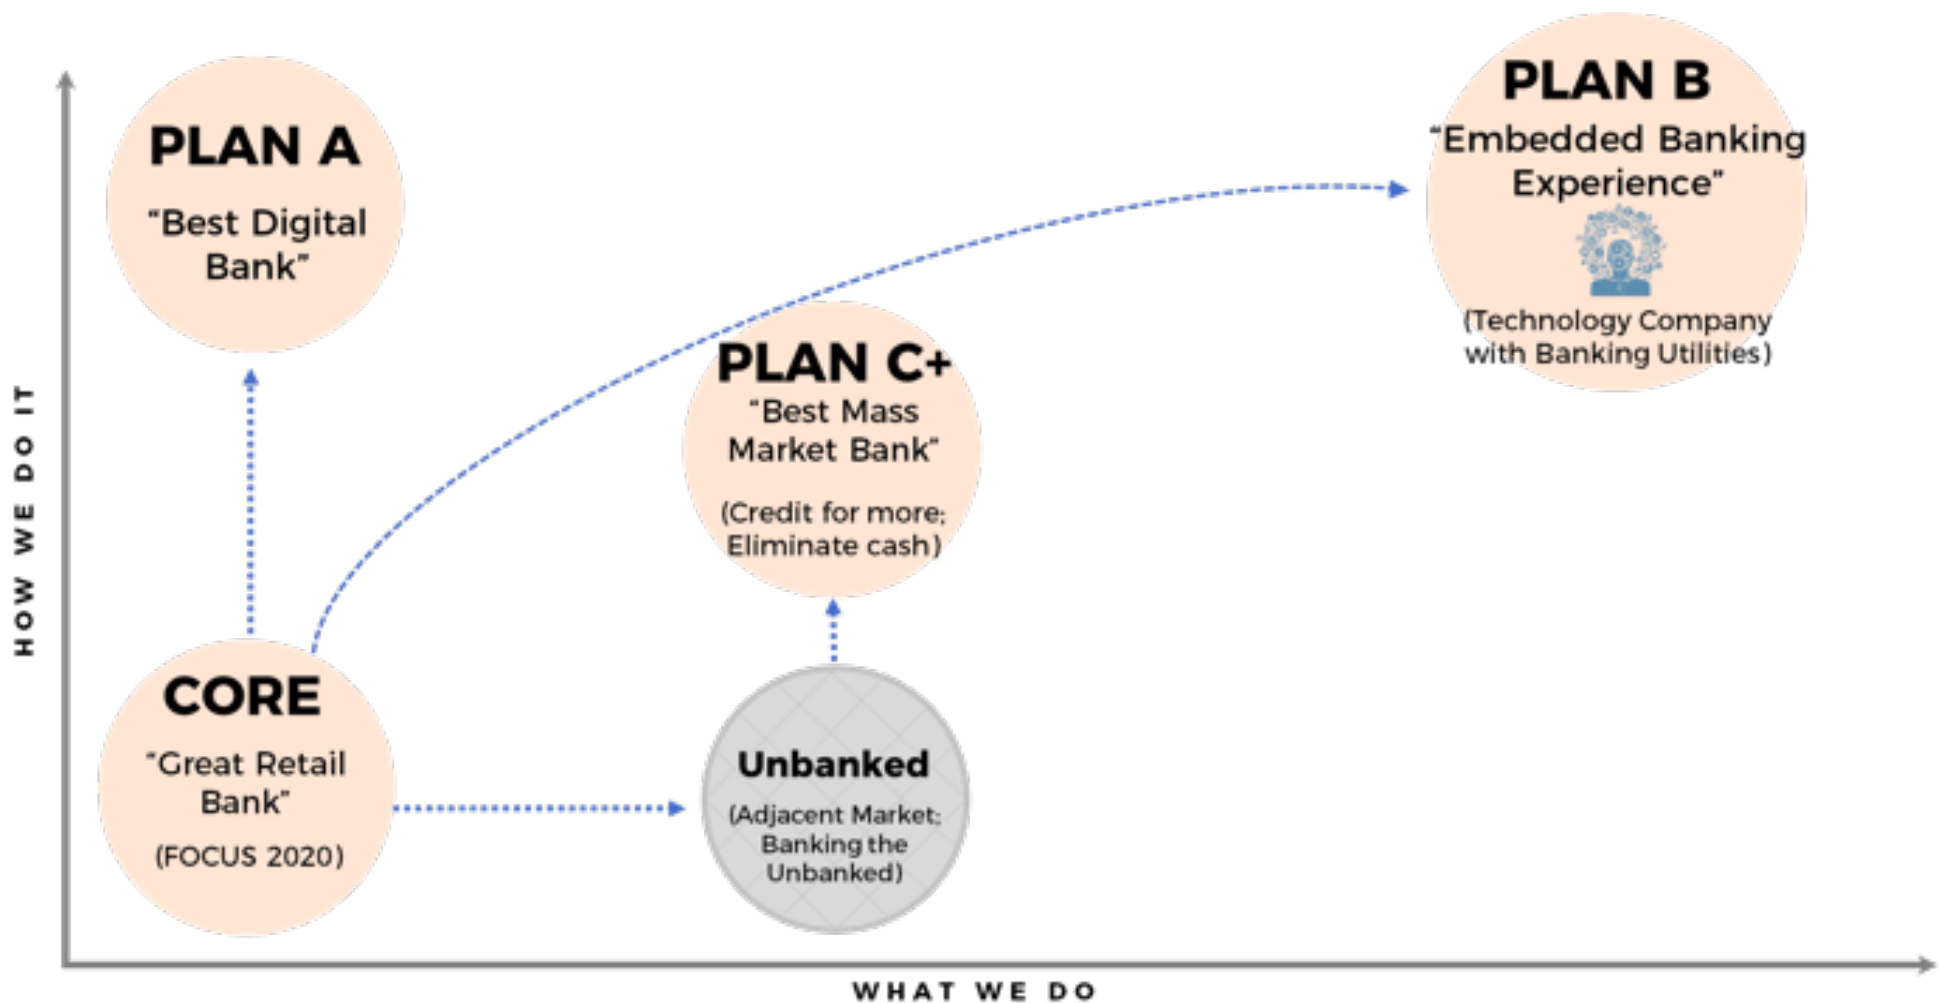 PLAN A
"Best Digital
Bank"
PLAN B
"Embedded Banking
Experience"
(Technology Company
with Banking Utilities)
PLAN C+
"Best Mass
Market Bank"
(Credit for more;
Eliminate cash)
CORE
"Great Retail
Bank"
(FOCUS 2020)
Unbanked
(Adjacent Market;
Banking the
Unbanked)
HOW WE DO IT
WHAT WE DO